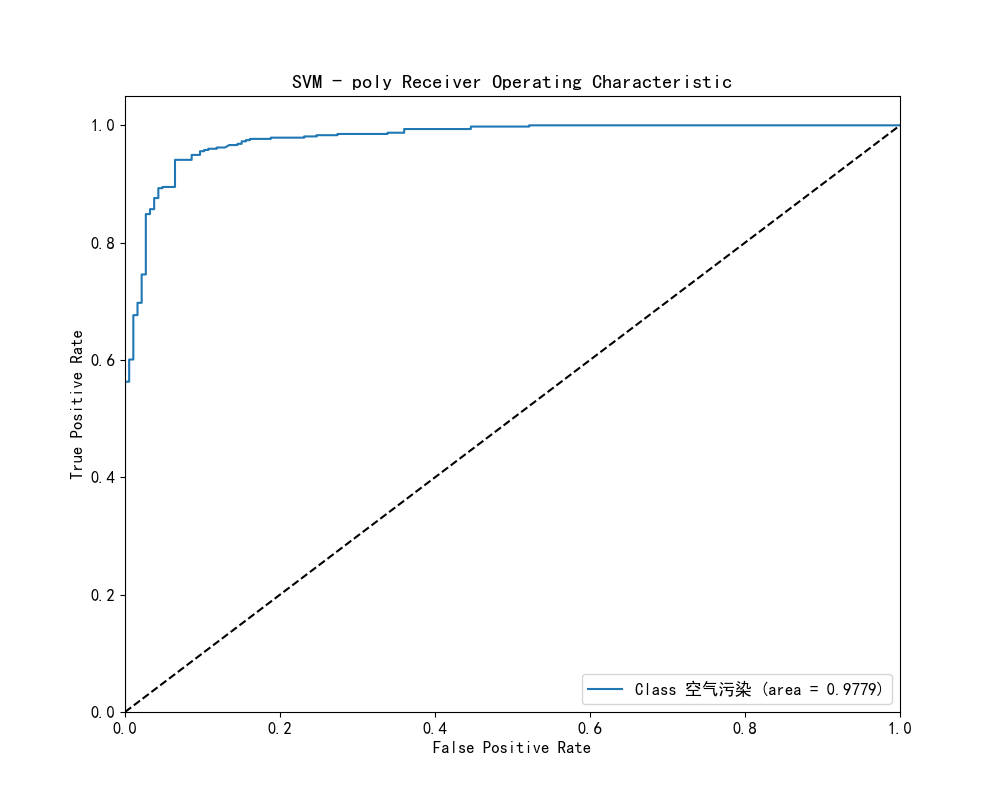 SVM - poly Receiver Operating Characteristic
True Positive Rate
1.0
0.8
0.6
0.4
0.2
0.0
Class 空气污染 (area = 0.9779)
0.0 0.2 0.4 0.6 0.8 1.0
False Positive Rate